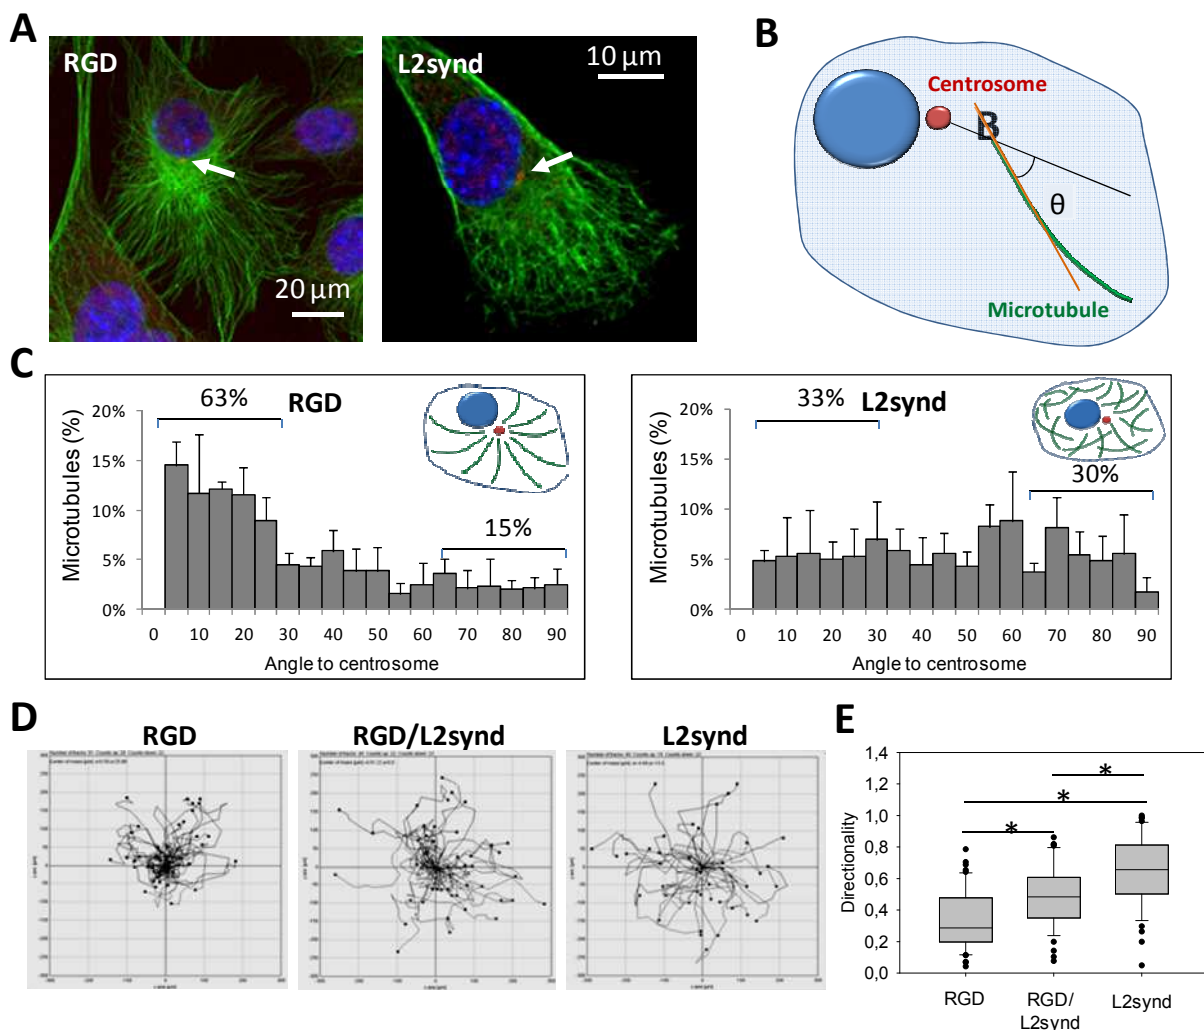 A
RGD
20 µm
L2synd
10 µm
B
Centrosome
B
θ
Microtubule
C
63%
RGD
20%
15%
15%
10%
5%
0%
Microtubules (%)
0 10 20 30 40 50 60 70 80 90
Angle to centrosome
33%
L2synd
20%
30%
15%
10%
5%
0%
Microtubules (%)
0 10 20 30 40 50 60 70 80 90
Angle to centrosome
D
RGD
RGD/L2synd
L2synd
E
1,4
1,2
1,0
0,8
0,6
0,4
0,2
0,0
Directionality
*
*
*
RGD
RGD/
L2synd
L2synd